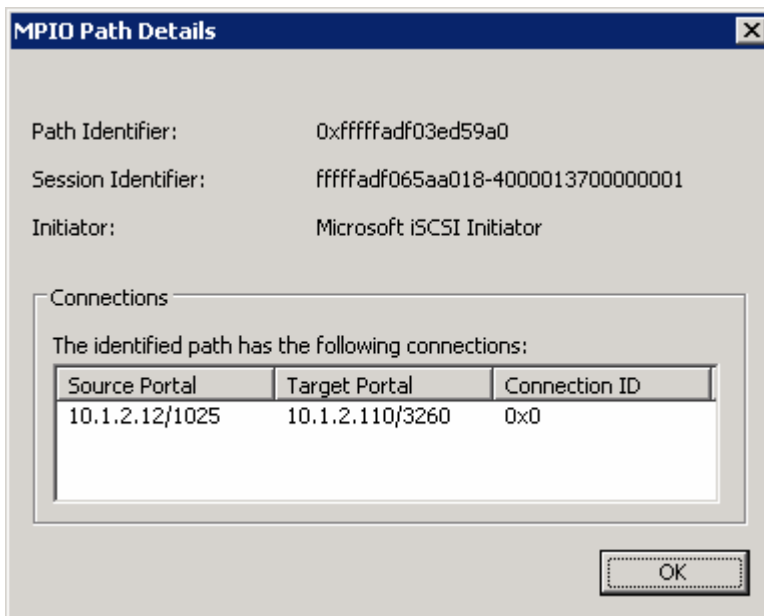 MPIO Path Details
Path Identifier: 0xfffffadf03ed59a0
Session Identifier: fffffadf065aa018-4000013700000001
Initiator: Microsoft iSCSI Initiator
Connections
The identified path has the following connections:
Source Portal Target Portal Connection ID
10.1.2.12/1025 10.1.2.110/3260 0x0
OK